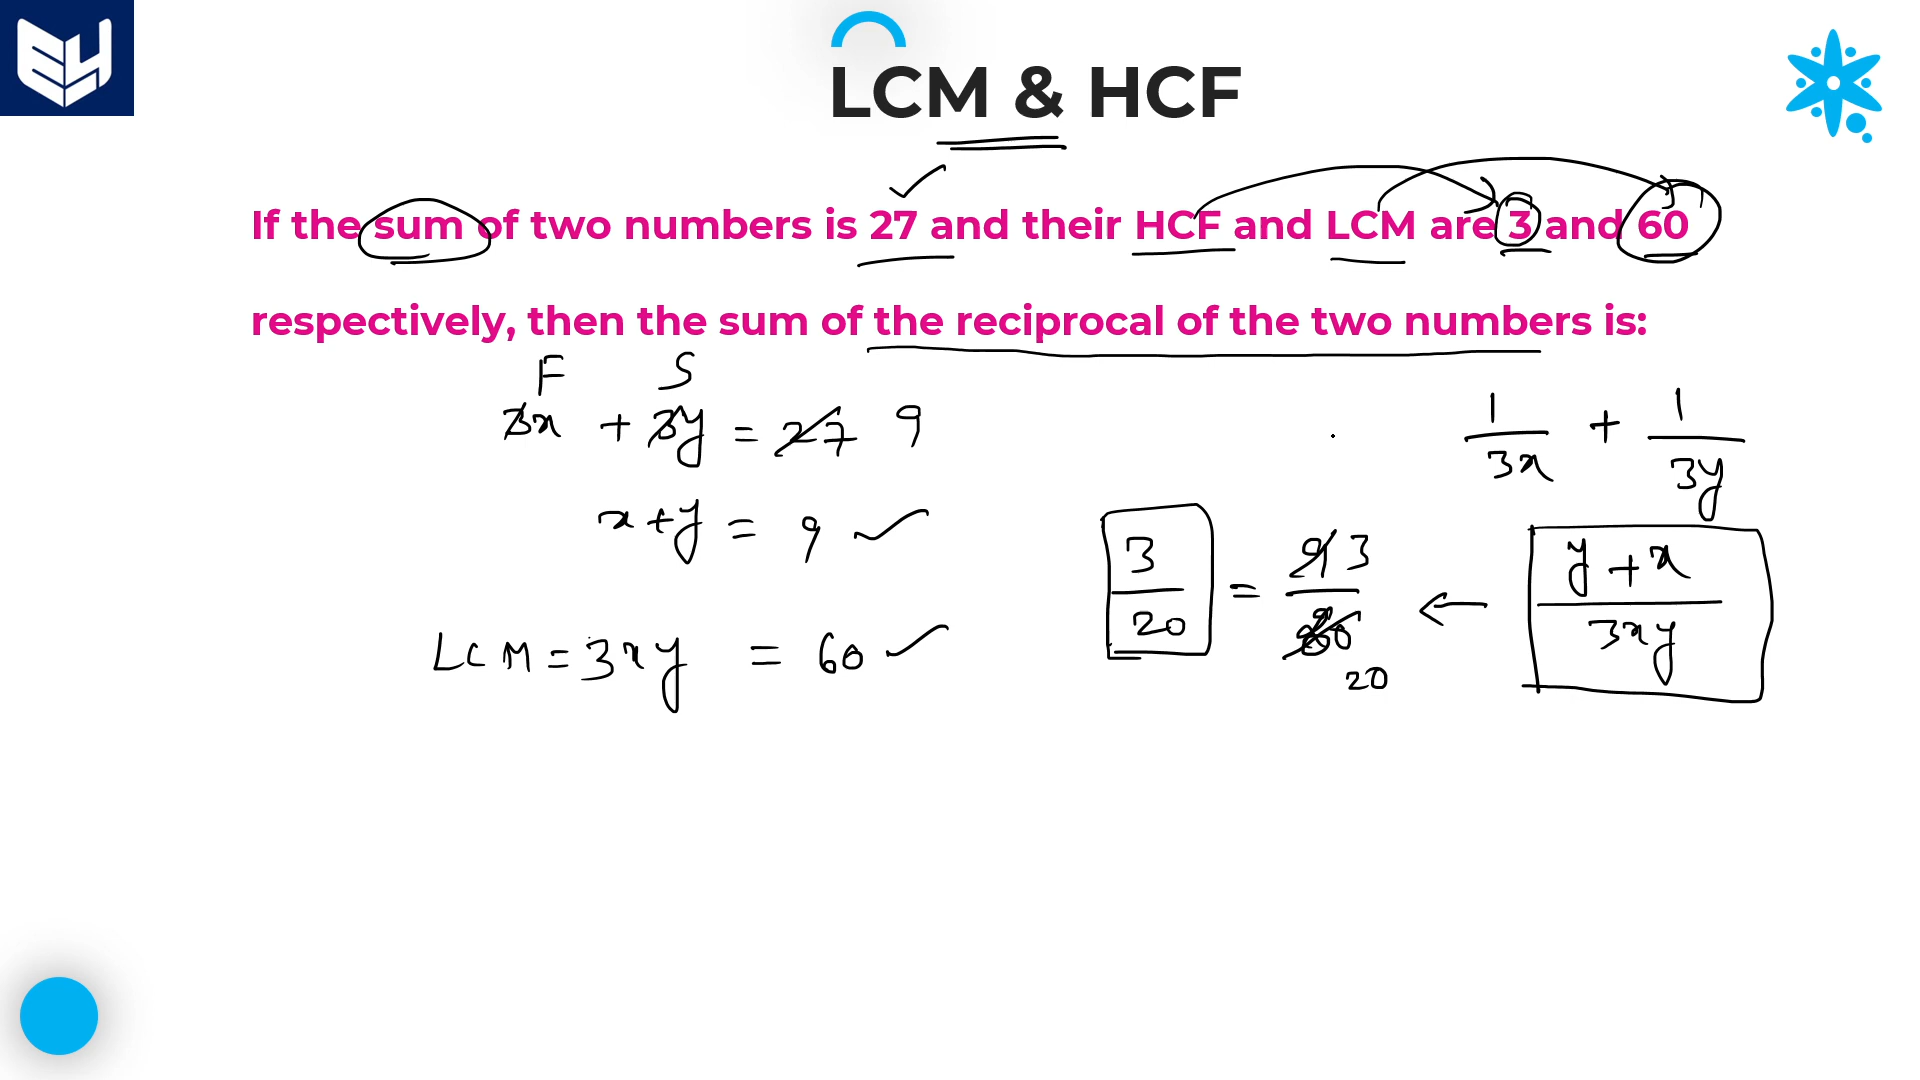 LCM & HCF
If the sum of two numbers is 27 and their HCF and LCM are 3 and 60
respectively, then the sum of the reciprocal of the two numbers is:
F S
3x + 3y = 27 9
x + y = 9
LCM = 3xy = 60
1/3x + 1/3y
3/20 = 9/60 3 20 ← y + x/3xy